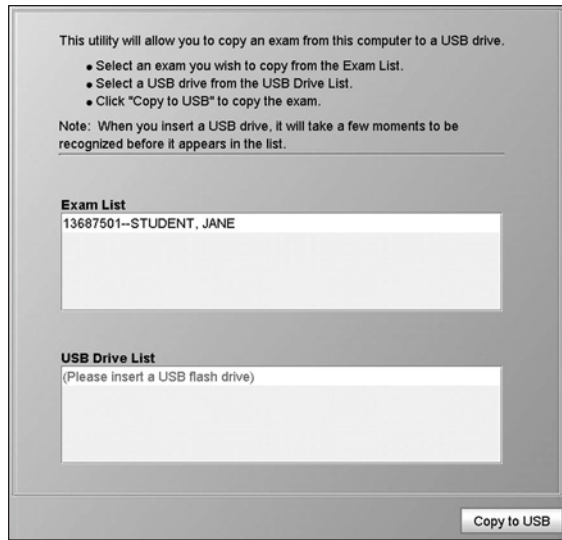 This utility will allow you to copy an exam from this computer to a USB drive.
● Select an exam you wish to copy from the Exam List.
● Select a USB drive from the USB Drive List.
● Click "Copy to USB" to copy the exam.
Note: When you insert a USB drive, it will take a few moments to be
recognized before it appears in the list.
Exam List
13687501--STUDENT, JANE
USB Drive List
(Please insert a USB flash drive)
Copy to USB